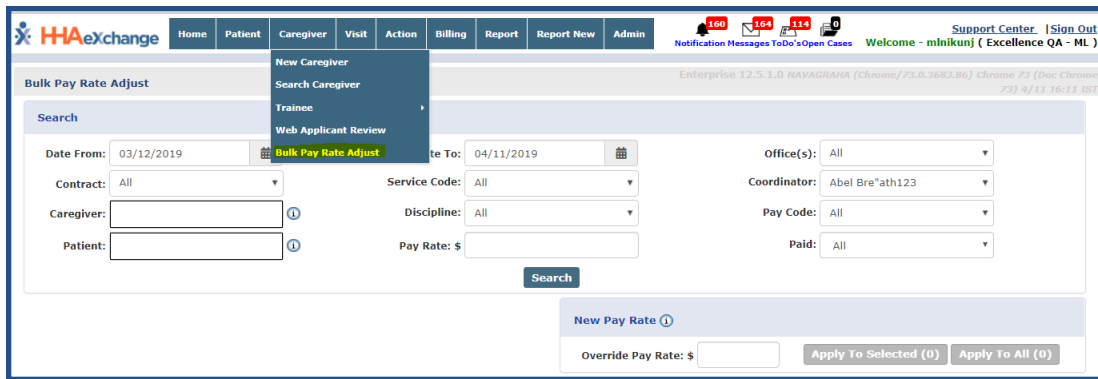 HHAeXchange
Home Patient Caregiver Visit Action Billing Report Report New Admin
160 164 114 0
Notification Messages ToDo's Open Cases
Support Center | Sign Out
Welcome - mlnikunj ( Excellence QA - ML )
New Caregiver
Search Caregiver
Trainee
Web Applicant Review
Bulk Pay Rate Adjust
Enterprise 12.5.1.0 NAVAGRAHA (Chrome/73.0.3683.86) Chrome 73 (Doc Chrome
73) 4/11 16:11 IST
Bulk Pay Rate Adjust
Search
Date From: 03/12/2019 te To: 04/11/2019 Office(s): All
Contract: All Service Code: All Coordinator: Abel Bre"ath123
Caregiver: Discipline: All Pay Code: All
Patient: Pay Rate: $ Paid: All
Search
New Pay Rate
Override Pay Rate: $ Apply To Selected (0) Apply To All (0)